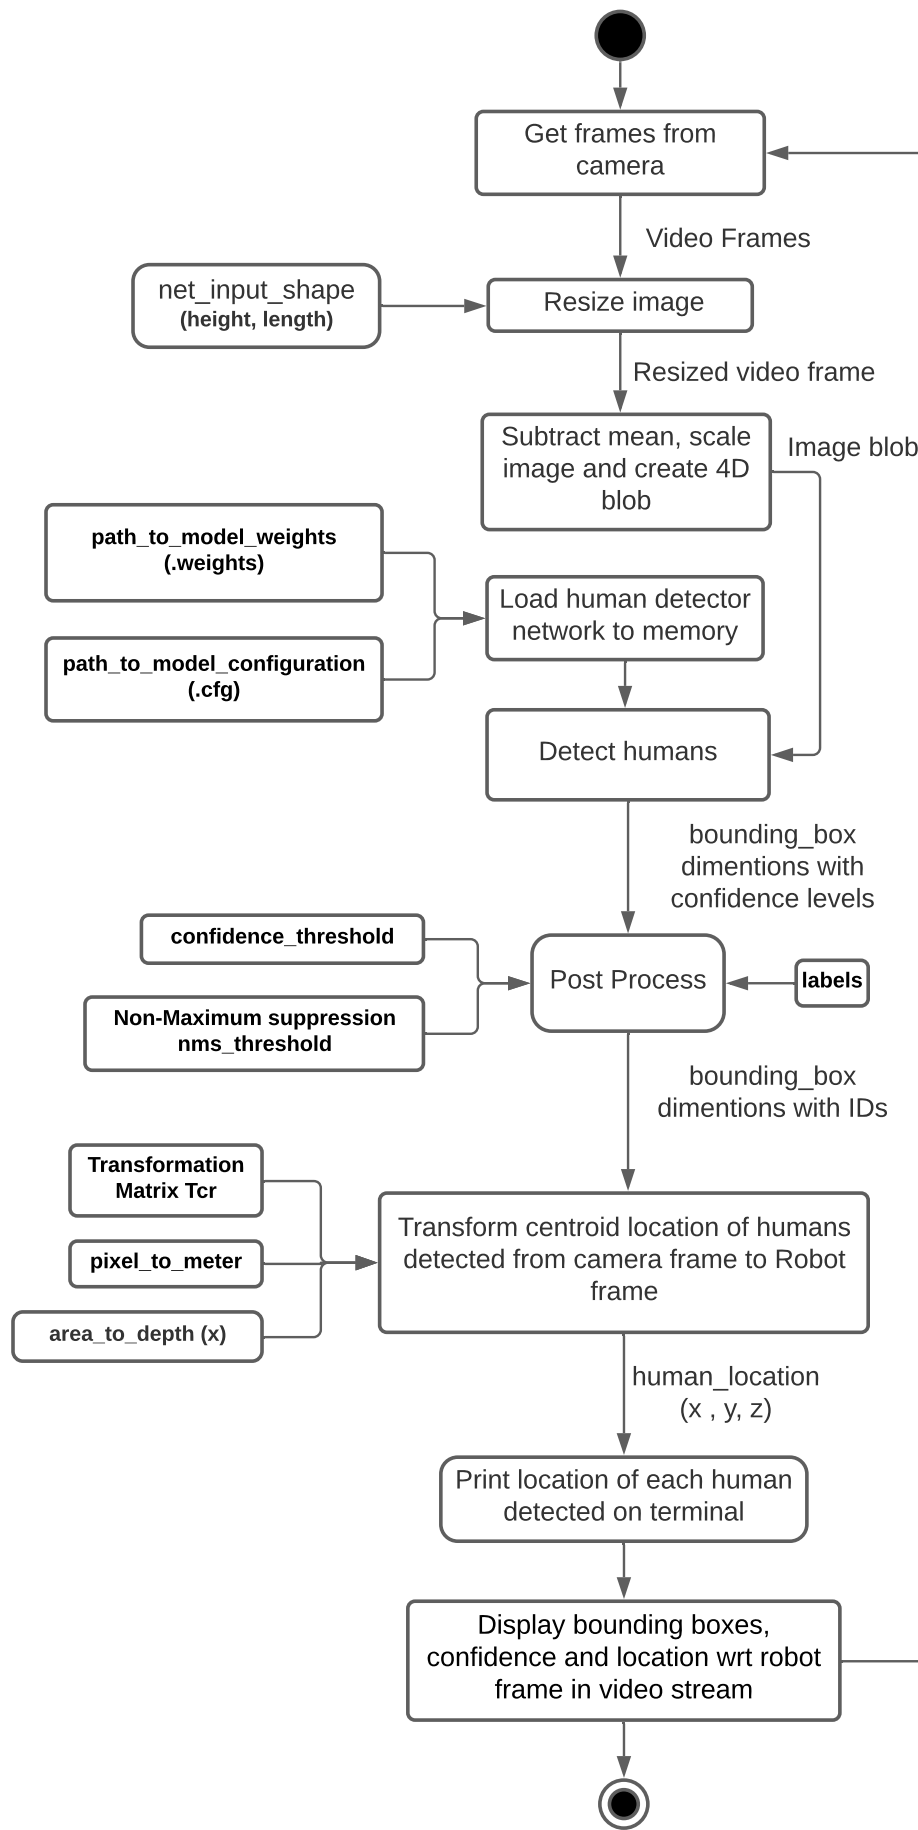 Get frames from
camera
Video Frames
net_input_shape
(height, length)
Resize image
Resized video frame
Subtract mean, scale
image and create 4D
blob
Image blob
path_to_model_weights
(.weights)
Load human detector
network to memory
path_to_model_configuration
(.cfg)
Detect humans
bounding_box
dimentions with
confidence levels
confidence_threshold
Post Process
labels
Non-Maximum suppression
nms_threshold
bounding_box
dimentions with IDs
Transformation
Matrix Tcr
Transform centroid location of humans
detected from camera frame to Robot
frame
pixel_to_meter
area_to_depth (x)
human_location
(x , y, z)
Print location of each human
detected on terminal
Display bounding boxes,
confidence and location wrt robot
frame in video stream